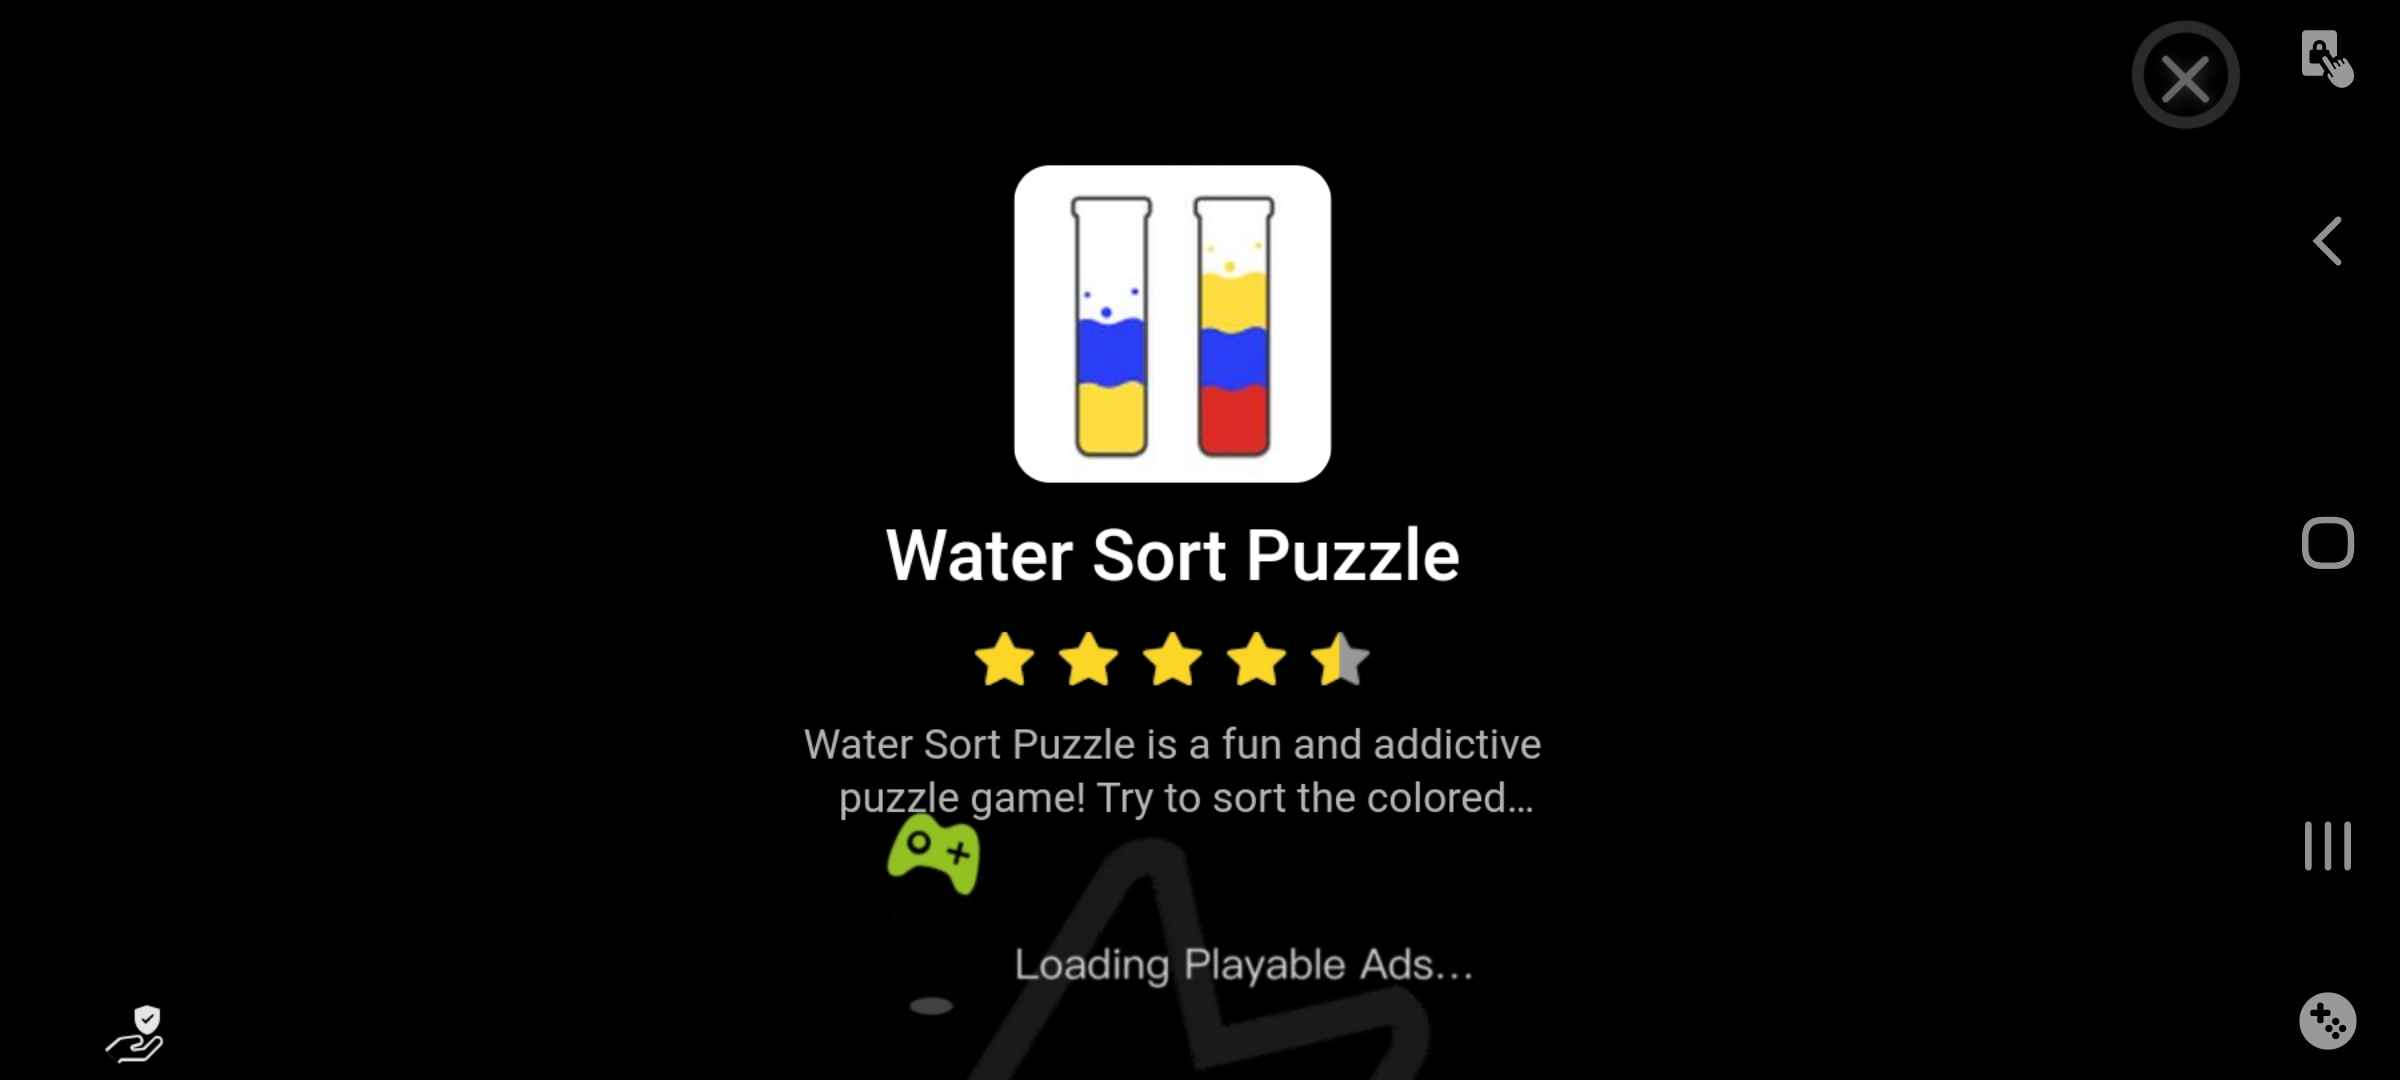 Water Sort Puzzle
Water Sort Puzzle is a fun and addictive
puzzle game! Try to sort the colored...
Loading Playable Ads...